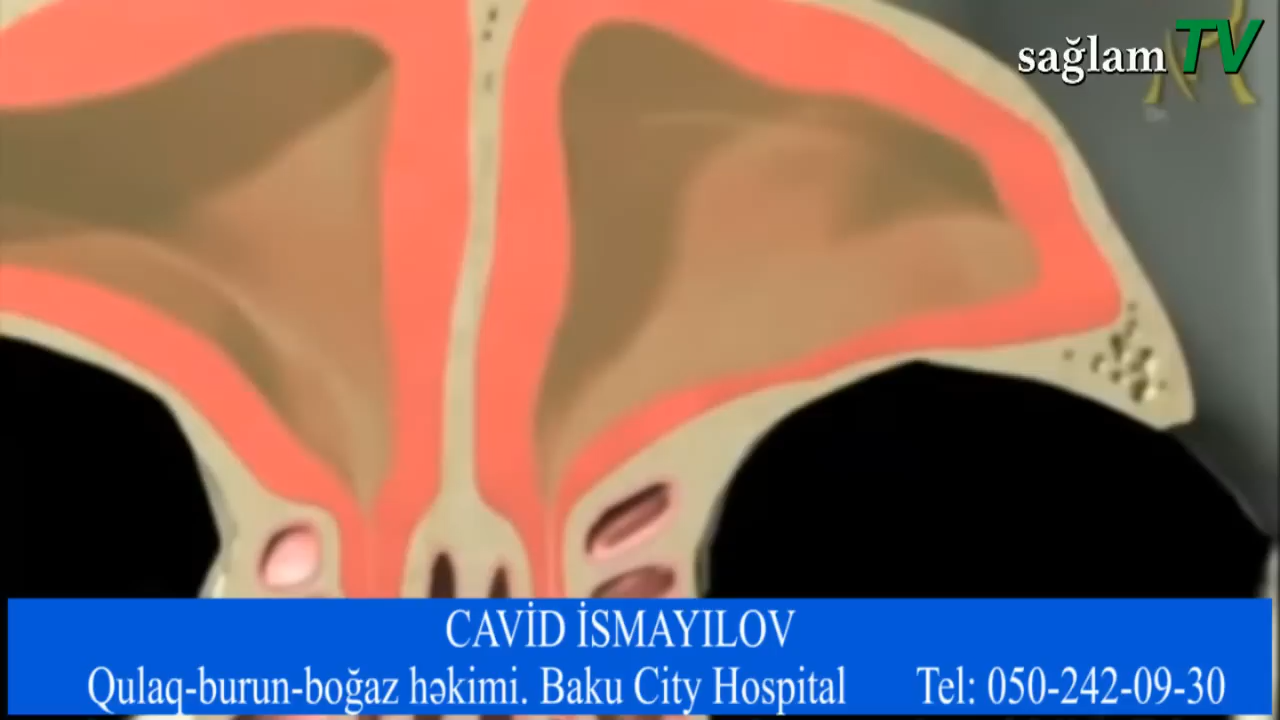 sağlam TV
CAVİD İSMAYILOV
Qulaq-burun-boğaz həkimi. Baku City Hospital Tel: 050-242-09-30